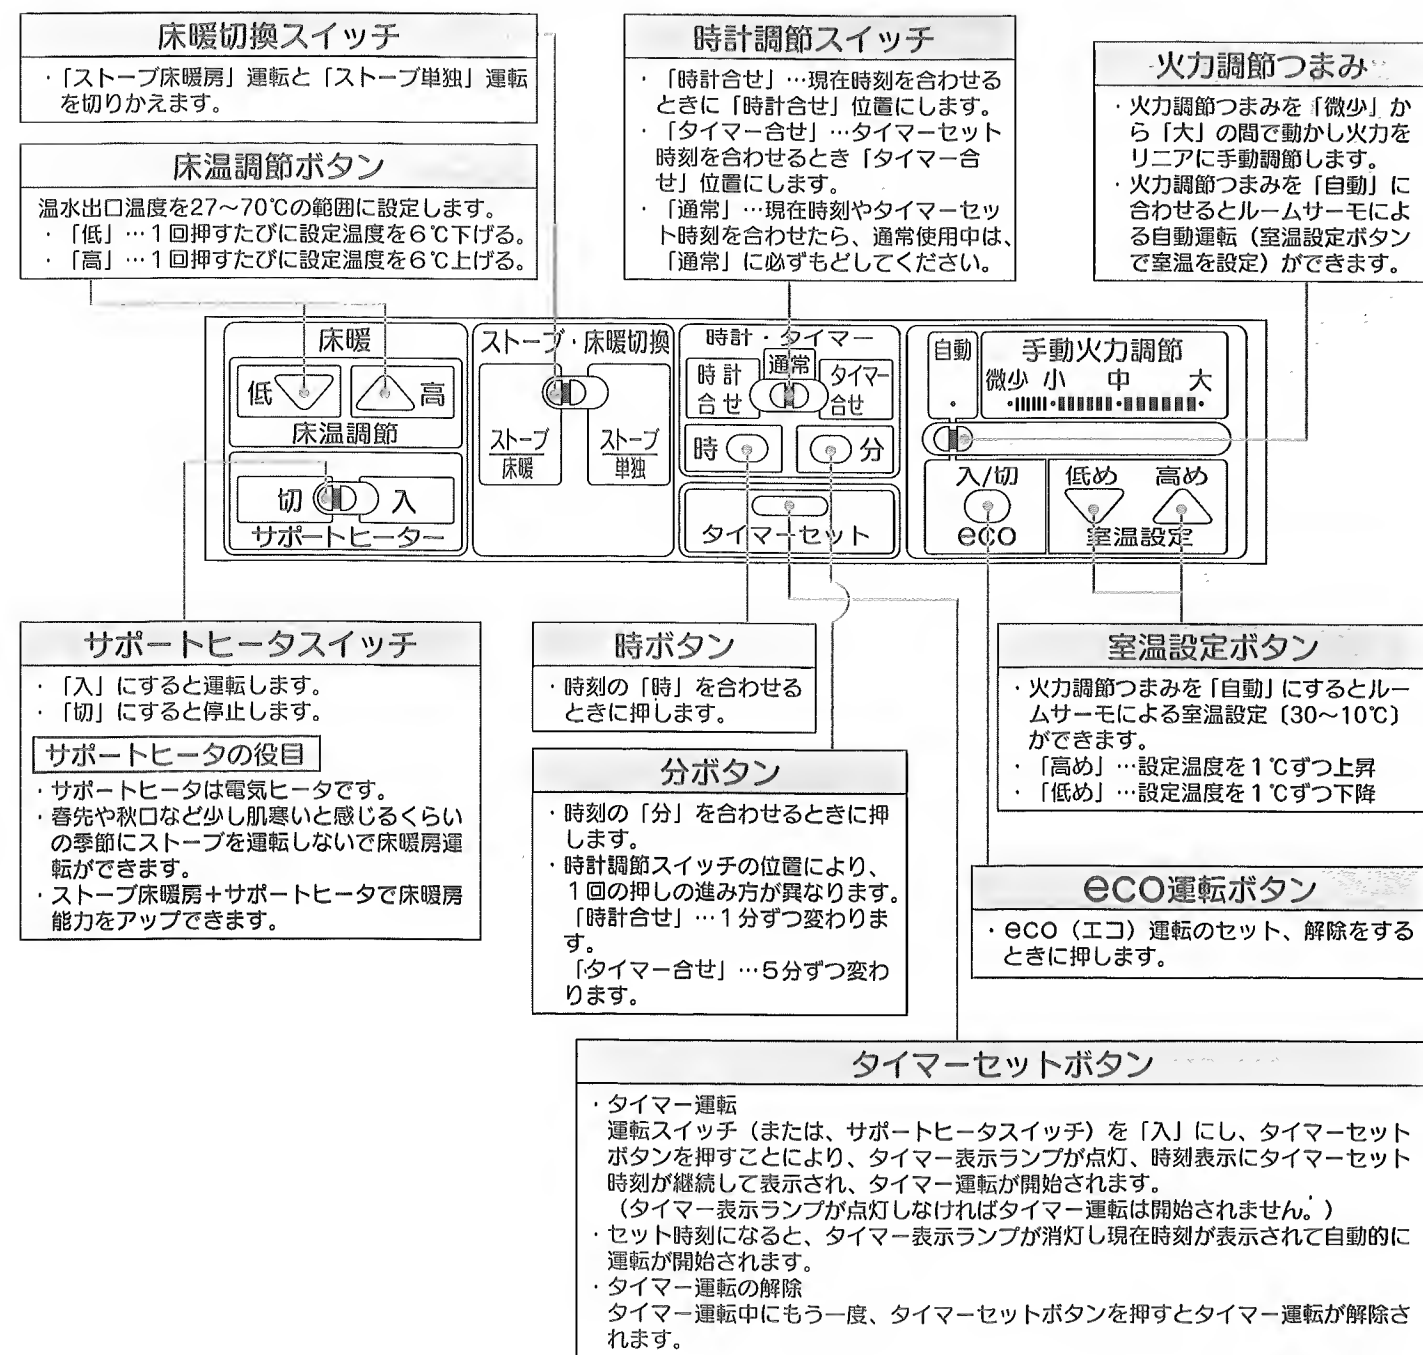 床暖切換スイッチ
・「ストーブ床暖房」運転と「ストーブ単独」運転
を切りかえます。
床温調節ボタン
温水出口温度を27～70℃の範囲に設定します。
・「低」…1回押すたびに設定温度を6℃下げる。
・「高」…1回押すたびに設定温度を6℃上げる。
時計調節スイッチ
・「時計合せ」…現在時刻を合わせる
ときに「時計合せ」位置にします。
・「タイマー合せ」…タイマーセット
時刻を合わせるとき「タイマー合
せ」位置にします。
・「通常」…現在時刻やタイマーセッ
ト時刻を合わせたら、通常使用中は、
「通常」に必ずもどしてください。
火力調節つまみ
・火力調節つまみを「微少」か
ら「大」の間で動かし火力を
リニアに手動調節します。
・火力調節つまみを「自動」に
合わせるとルームサーモによ
る自動運転（室温設定ボタン
で室温を設定）ができます。
床暖
低 高
床温調節
切 入
サポートヒーター
ストーブ・床暖切換
ストーブ
床暖
ストーブ
単独
時計・タイマー
時計
合せ
通常
タイマー
合せ
時 分
タイマーセット
自動
手動火力調節
微少 小 中 大
入/切
eco
低め 高め
室温設定
サポートヒータスイッチ
・「入」にすると運転します。
・「切」にすると停止します。
サポートヒータの役目
・サポートヒータは電気ヒータです。
・春先や秋口など少し肌寒いと感じるくらい
の季節にストーブを運転しないで床暖房運
転ができます。
・ストーブ床暖房＋サポートヒータで床暖房
能力をアップできます。
時ボタン
・時刻の「時」を合わせる
ときに押します。
分ボタン
・時刻の「分」を合わせるときに押
します。
・時計調節スイッチの位置により、
1回の押しの進み方が異なります。
「時計合せ」…1分ずつ変わりま
す。
「タイマー合せ」…5分ずつ変わ
ります。
室温設定ボタン
・火力調節つまみを「自動」にするとルー
ムサーモによる室温設定〔30～10℃〕
ができます。
・「高め」…設定温度を1℃ずつ上昇
・「低め」…設定温度を1℃ずつ下降
eco運転ボタン
・eco（エコ）運転のセット、解除をする
ときに押します。
タイマーセットボタン
・タイマー運転
運転スイッチ（または、サポートヒータスイッチ）を「入」にし、タイマーセット
ボタンを押すことにより、タイマー表示ランプが点灯、時刻表示にタイマーセット
時刻が継続して表示され、タイマー運転が開始されます。
（タイマー表示ランプが点灯しなければタイマー運転は開始されません。）
・セット時刻になると、タイマー表示ランプが消灯し現在時刻が表示されて自動的に
運転が開始されます。
・タイマー運転の解除
タイマー運転中にもう一度、タイマーセットボタンを押すとタイマー運転が解除さ
れます。